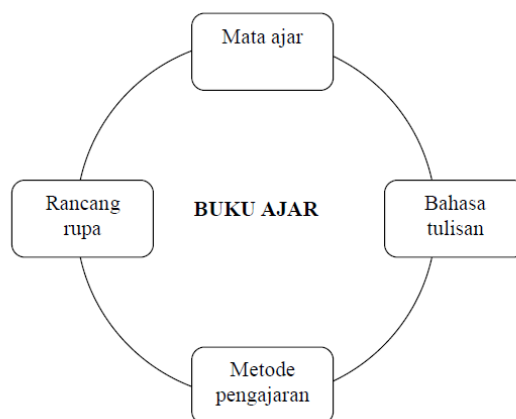 Mata ajar
Rancang
rupa
BUKU AJAR
Bahasa
tulisan
Metode
pengajaran